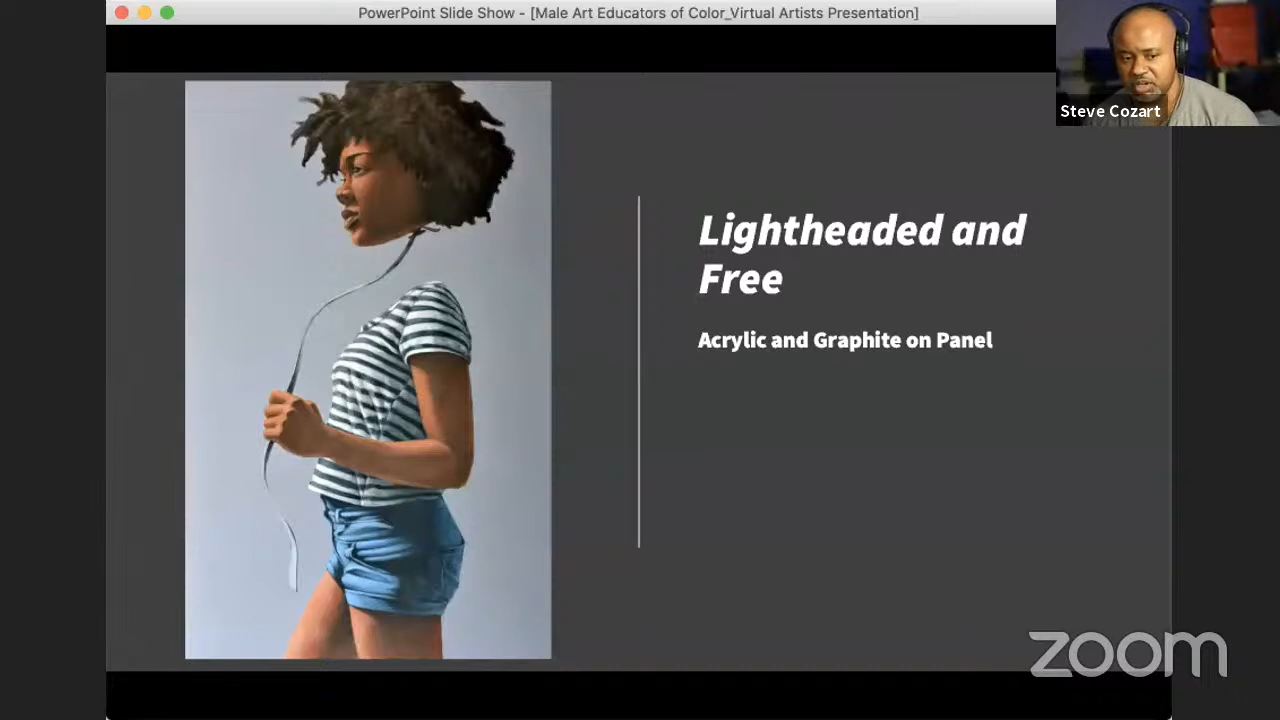 PowerPoint Slide Show - [Male Art Educators of Color_Virtual Artists Presentation]
Steve Cozart
Lightheaded and
Free
Acrylic and Graphite on Panel
zoom